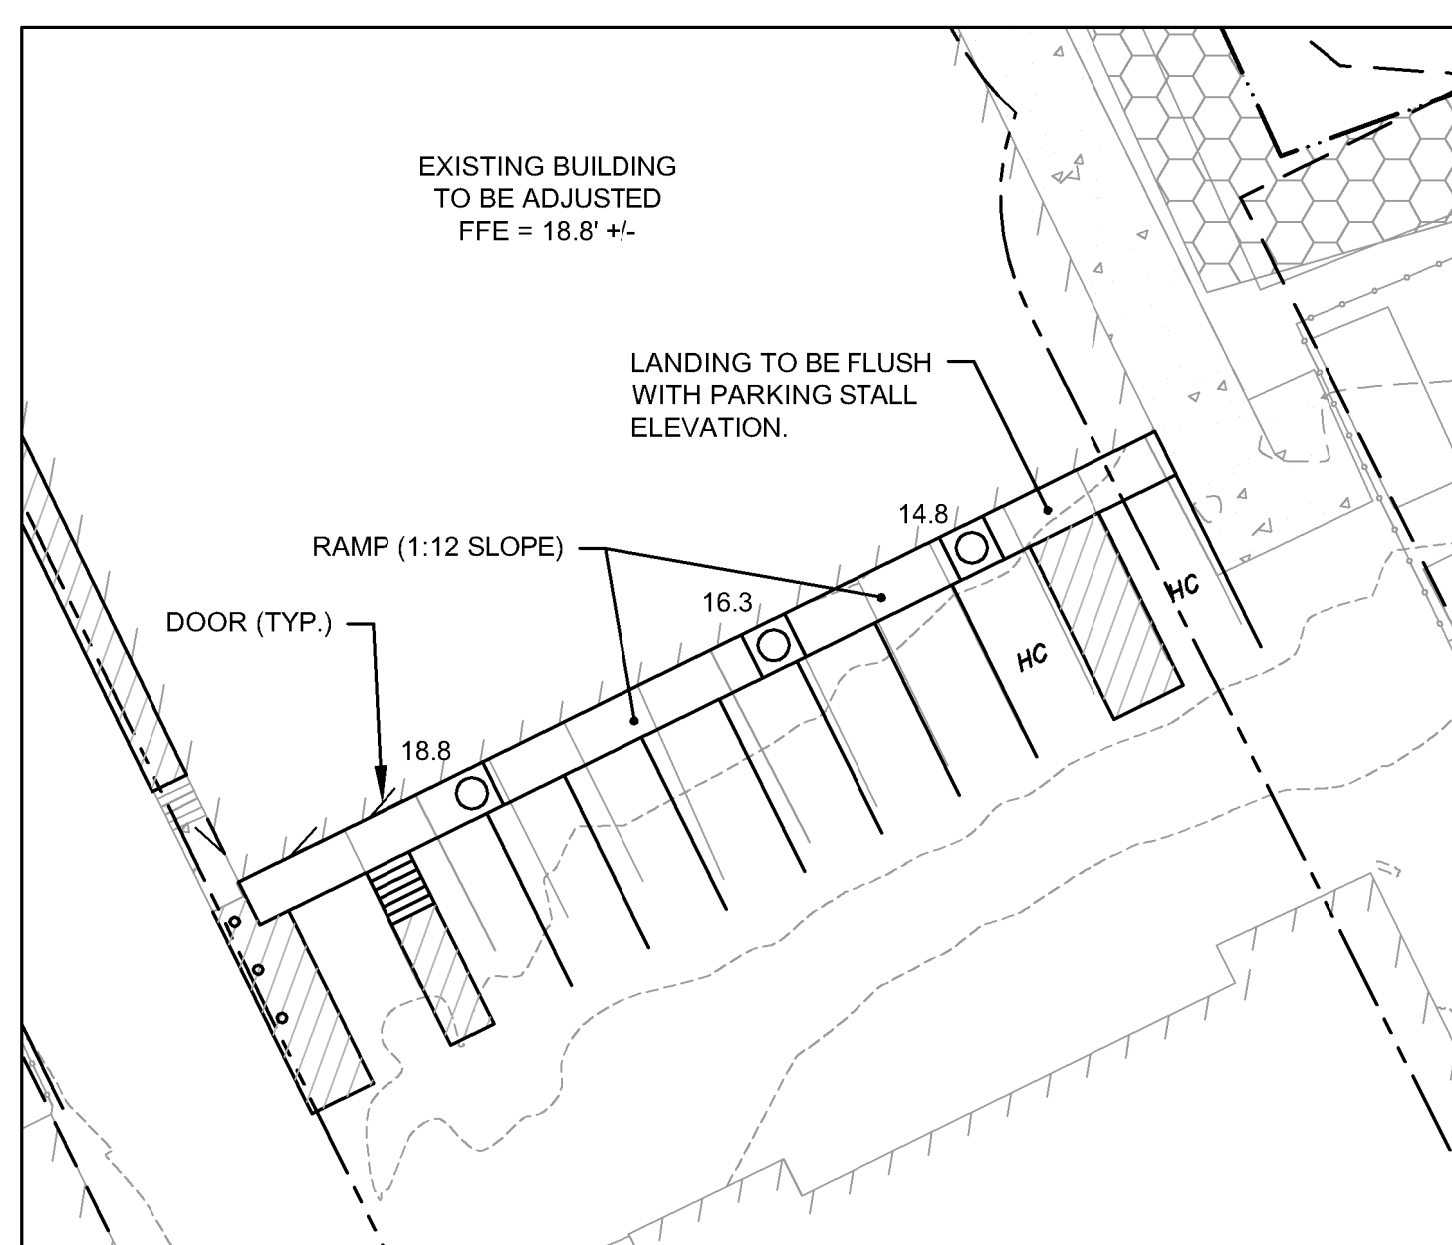 EXISTING BUILDING
TO BE ADJUSTED
FFE = 18.8' +/-
LANDING TO BE FLUSH
WITH PARKING STALL
ELEVATION.
14.8
RAMP (1:12 SLOPE)
HC
16.3
DOOR (TYP.)
HC
18.8